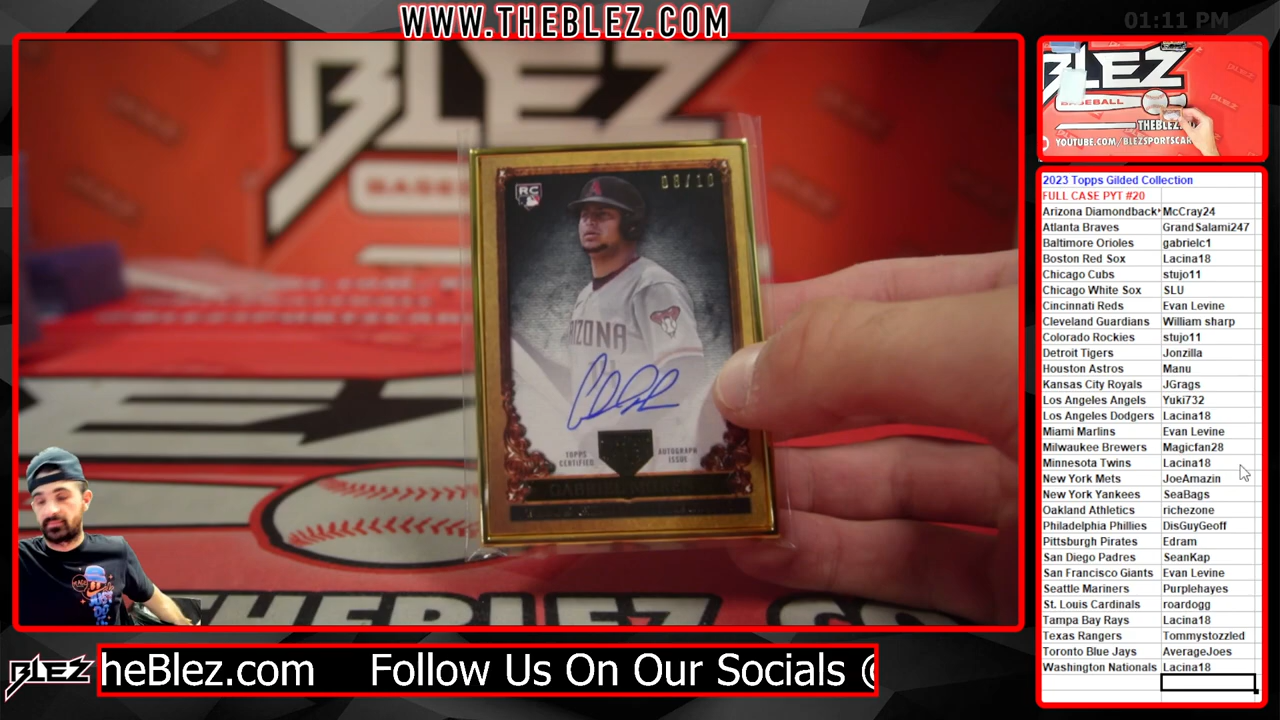 WWW.THEBLEZ.COM
01:11 PM
BLEZ
RC
A
ARIZONA
TOPPS CERTIFIED
AUTOGRAPH ISSUE
THEBLEZ.CO
BLEZ
BASEBALL
THEBLEZ.
YOUTUBE.COM/BLEZSPORTSCAR
2023 Topps Gilded Collection
FULL CASE PYT #20
Arizona Diamondback McCray24
Atlanta Braves GrandSalami247
Baltimore Orioles gabrielc1
Boston Red Sox Lacina18
Chicago Cubs stujo11
Chicago White Sox SLU
Cincinnati Reds Evan Levine
Cleveland Guardians William sharp
Colorado Rockies stujo11
Detroit Tigers Jonzilla
Houston Astros Manu
Kansas City Royals JGrags
Los Angeles Angels Yuki732
Los Angeles Dodgers Lacina18
Miami Marlins Evan Levine
Milwaukee Brewers Magicfan28
Minnesota Twins Lacina18
New York Mets JoeAmazin
New York Yankees SeaBags
Oakland Athletics richezone
Philadelphia Phillies DisGuyGeoff
Pittsburgh Pirates Edram
San Diego Padres SeanKap
San Francisco Giants Evan Levine
Seattle Mariners Purplehayes
St. Louis Cardinals roardogg
Tampa Bay Rays Lacina18
Texas Rangers Tommystozzled
Toronto Blue Jays AverageJoes
Washington Nationals Lacina18
BLEZ
heBlez.com Follow Us On Our Socials @